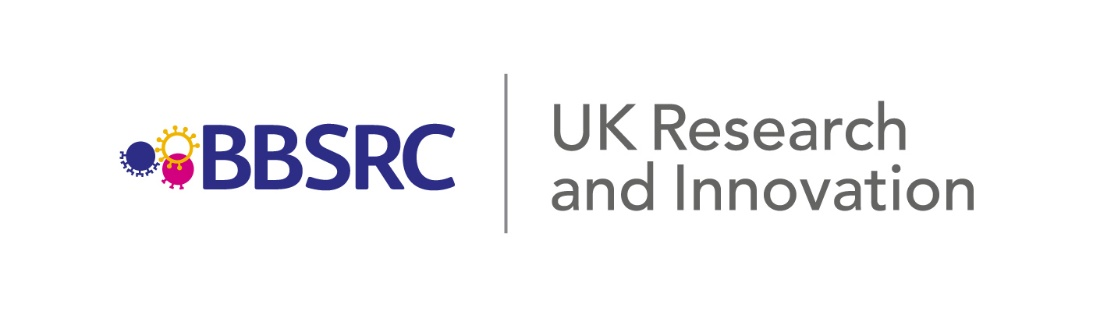 BBSRC
UK Research
and Innovation